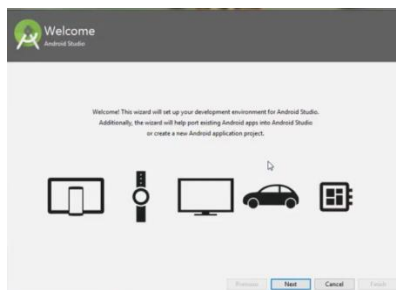 Welcome
Android Studio
Welcome! This wizard will set up your development environment for Android Studio.
Additionally, the wizard will help port existing Android apps into Android Studio
or create a new Android application project.
Previous
Next
Cancel
Finish